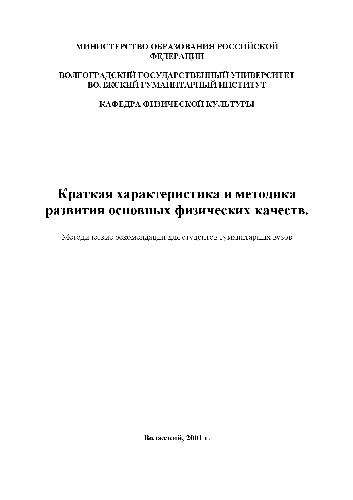 МИНИСТЕРСТВО ОБРАЗОВАНИЯ РОССИЙСКОЙ
ФЕДЕРАЦИИ
ВОЛГОГРАДСКИЙ ГОСУДАРСТВЕННЫЙ УНИВЕРСИТЕТ
ВОЛЖСКИЙ ГУМАНИТАРНЫЙ ИНСТИТУТ
КАФЕДРА ФИЗИЧЕСКОЙ КУЛЬТУРЫ
Краткая характеристика и методика
развития основных физических качеств.
Методические рекомендации для студентов гуманитарных вузов
Волжский, 2001 г.